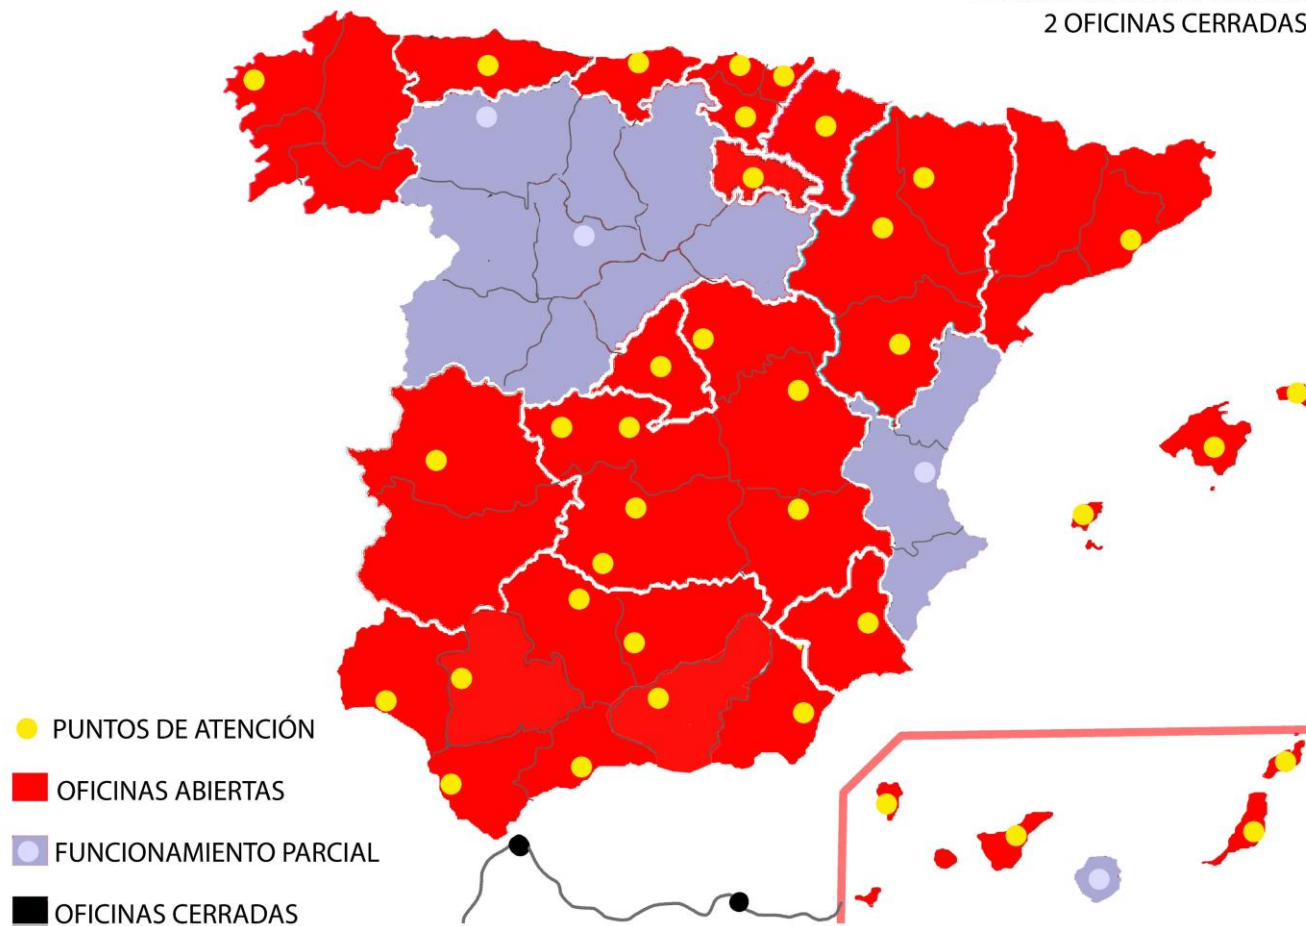 2 OFICINAS CERRADAS
PUNTOS DE ATENCIÓN
OFICINAS ABIERTAS
FUNCIONAMIENTO PARCIAL
OFICINAS CERRADAS